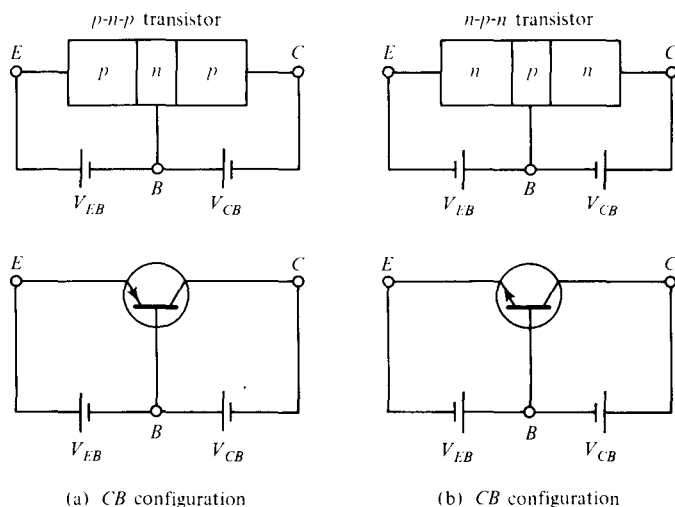 p-n-p transistor
n-p-n transistor
E
C
E
C
p
n
p
n
p
n
V_EB
B
V_CB
V_EB
B
V_CB
E
C
E
C
V_EB
B
V_CB
V_EB
B
V_CB
(a) CB configuration
(b) CB configuration